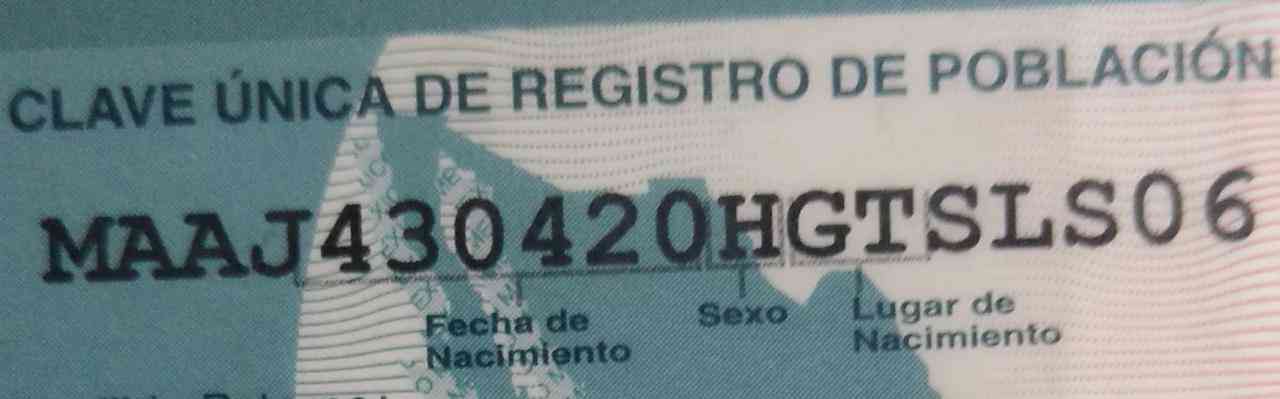 CLAVE ÚNICA DE REGISTRO DE POBLACIÓN
MAAJ430420HGTSLS06
Fecha de Nacimiento
Sexo
Lugar de Nacimiento